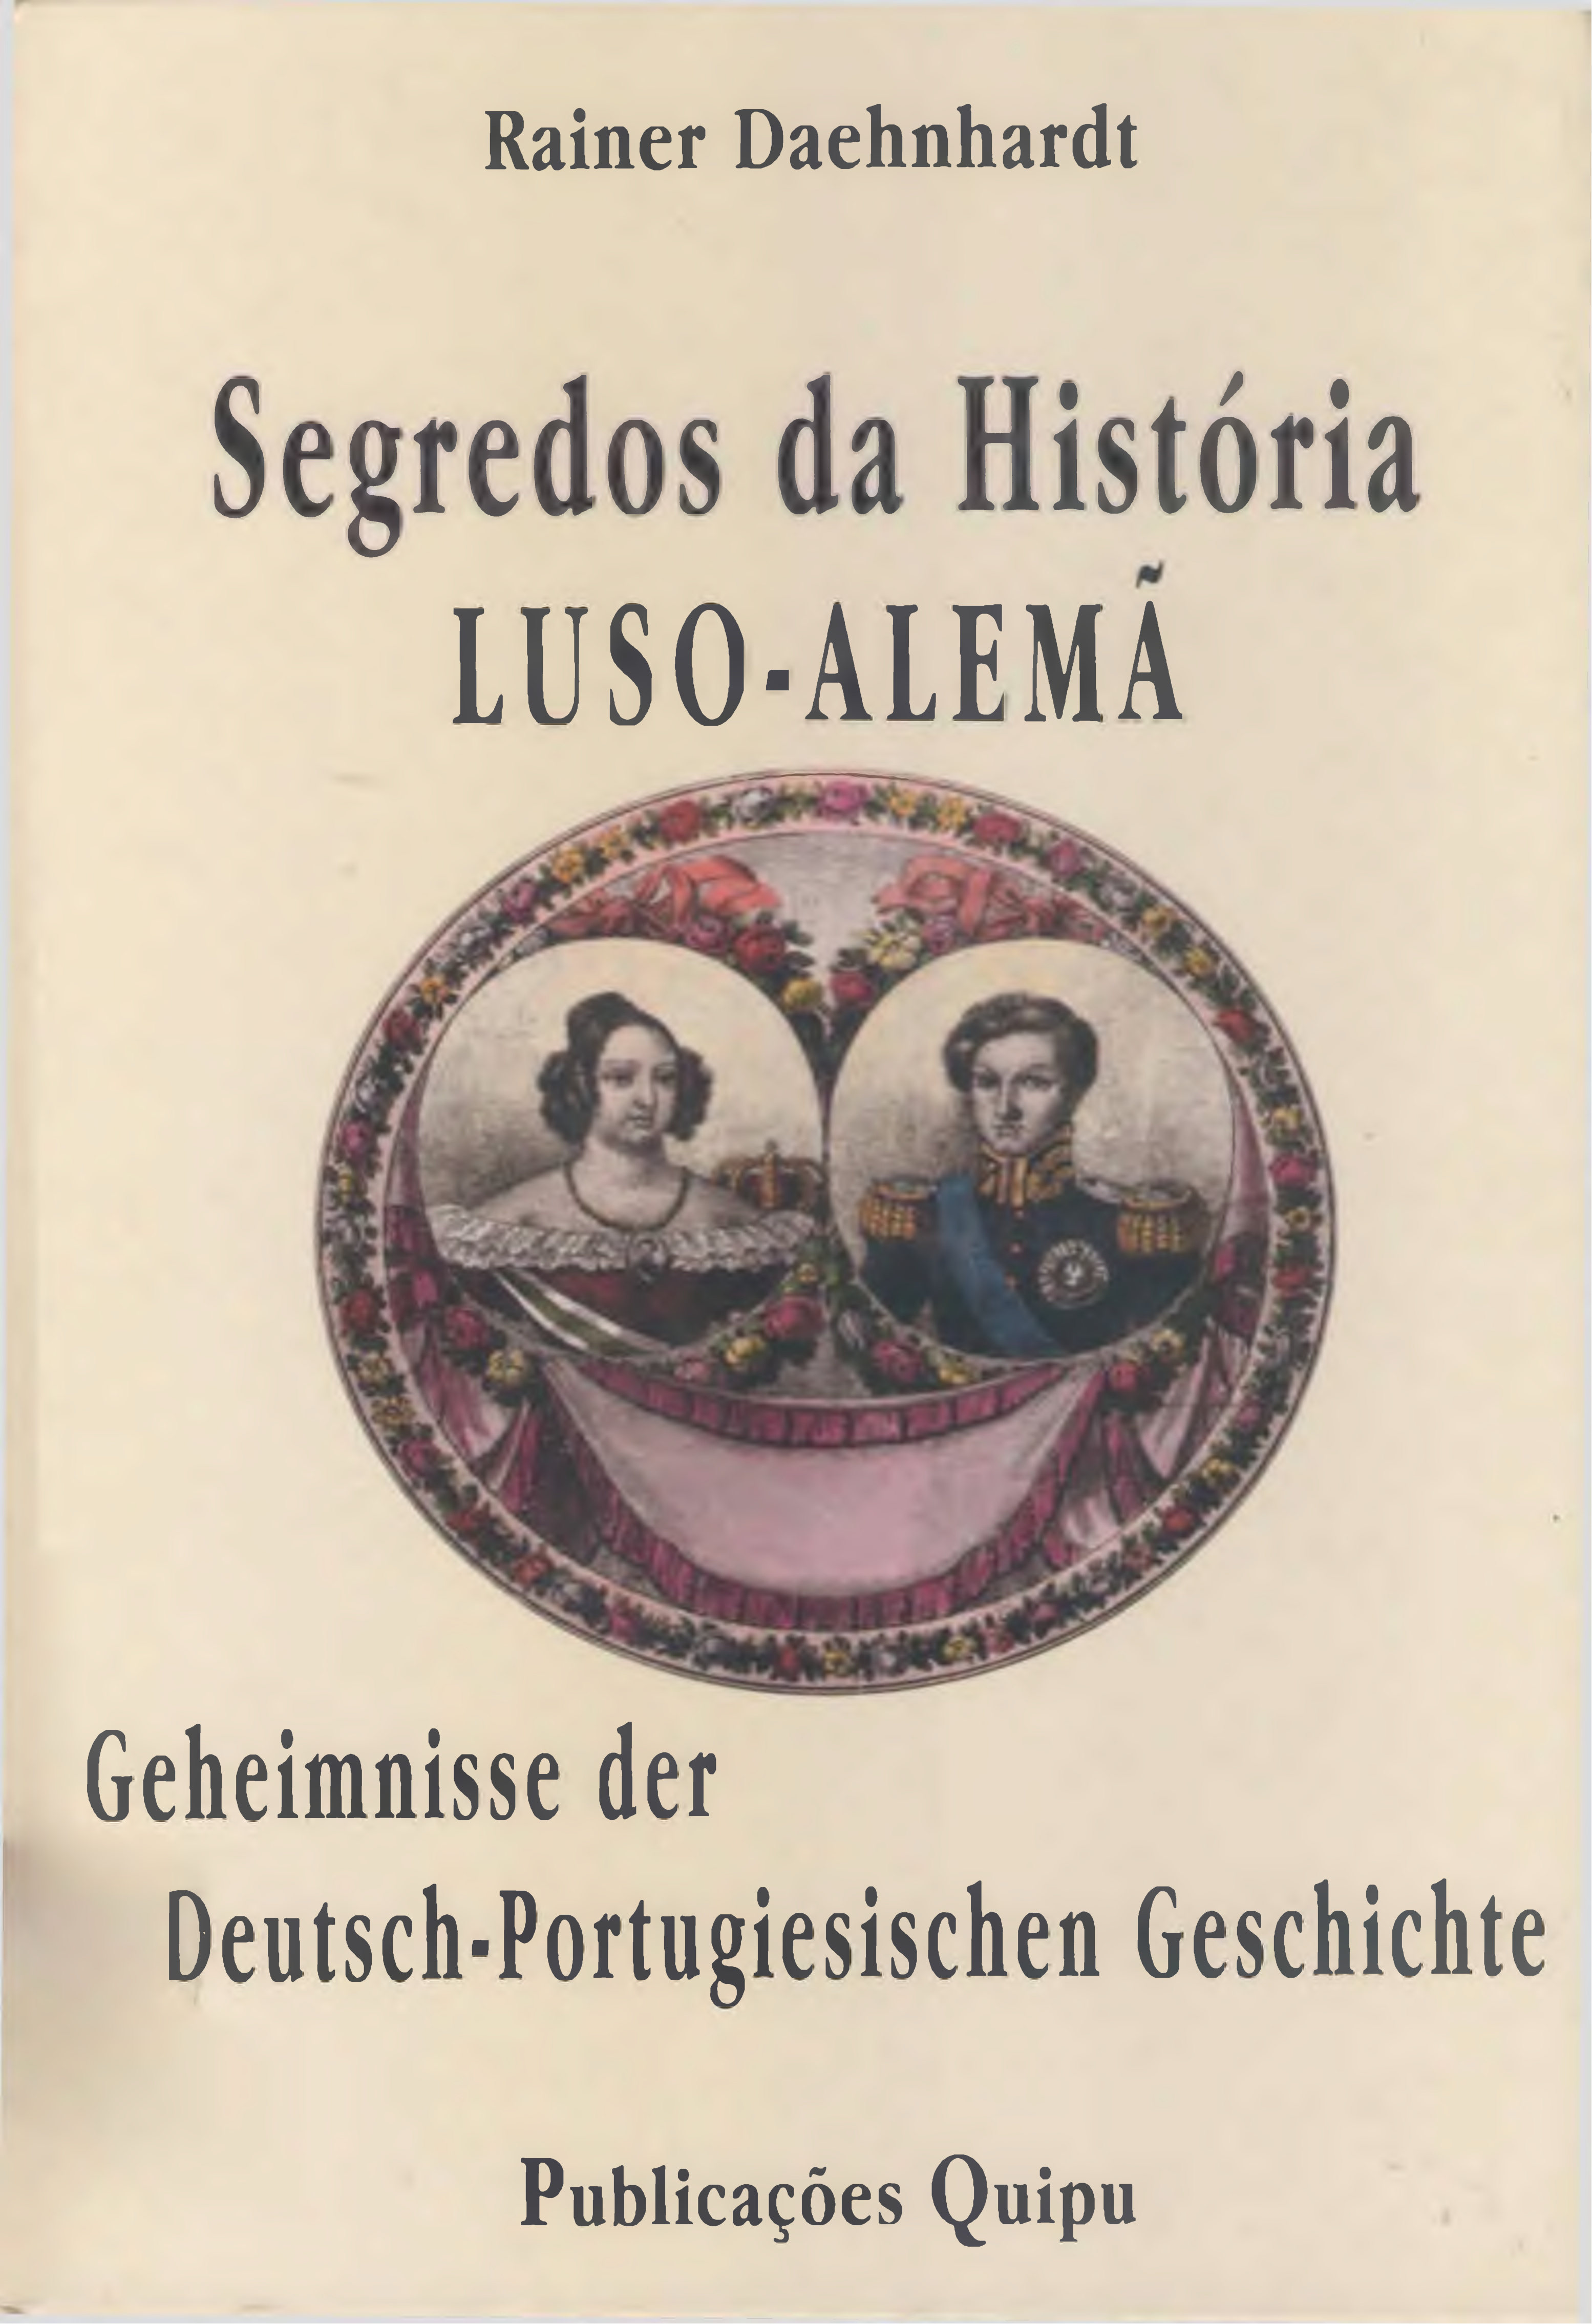 Rainer Daehnhardt
Segredos da História
LUSO-ALEMÃ
Geheimnisse der
Deutsch-Portugiesischen Geschichte
Publicações Quipu